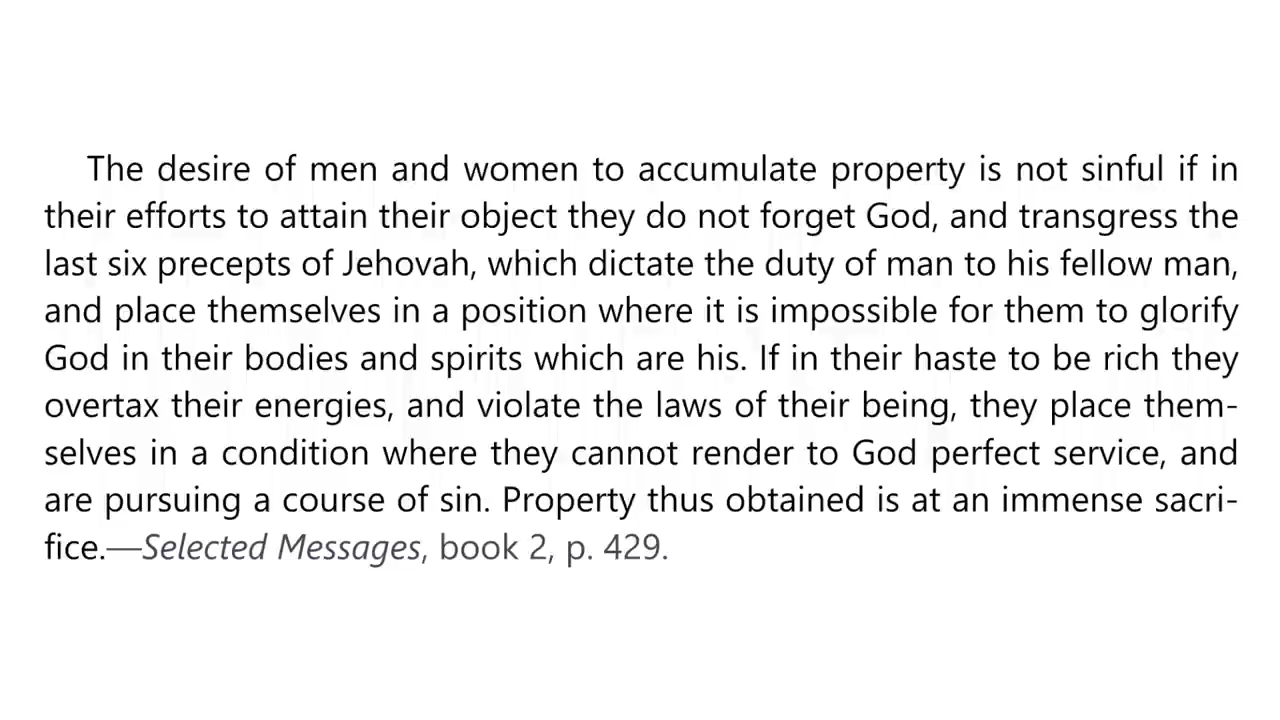 The desire of men and women to accumulate property is not sinful if in
their efforts to attain their object they do not forget God, and transgress the
last six precepts of Jehovah, which dictate the duty of man to his fellow man,
and place themselves in a position where it is impossible for them to glorify
God in their bodies and spirits which are his. If in their haste to be rich they
overtax their energies, and violate the laws of their being, they place them-
selves in a condition where they cannot render to God perfect service, and
are pursuing a course of sin. Property thus obtained is at an immense sacri-
fice.—Selected Messages, book 2, p. 429.